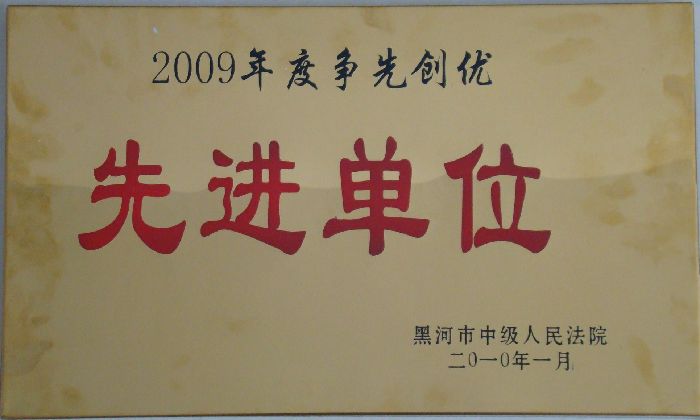 2009年度争先创优
先进单位
黑河市中级人民法院
二0一0年一月